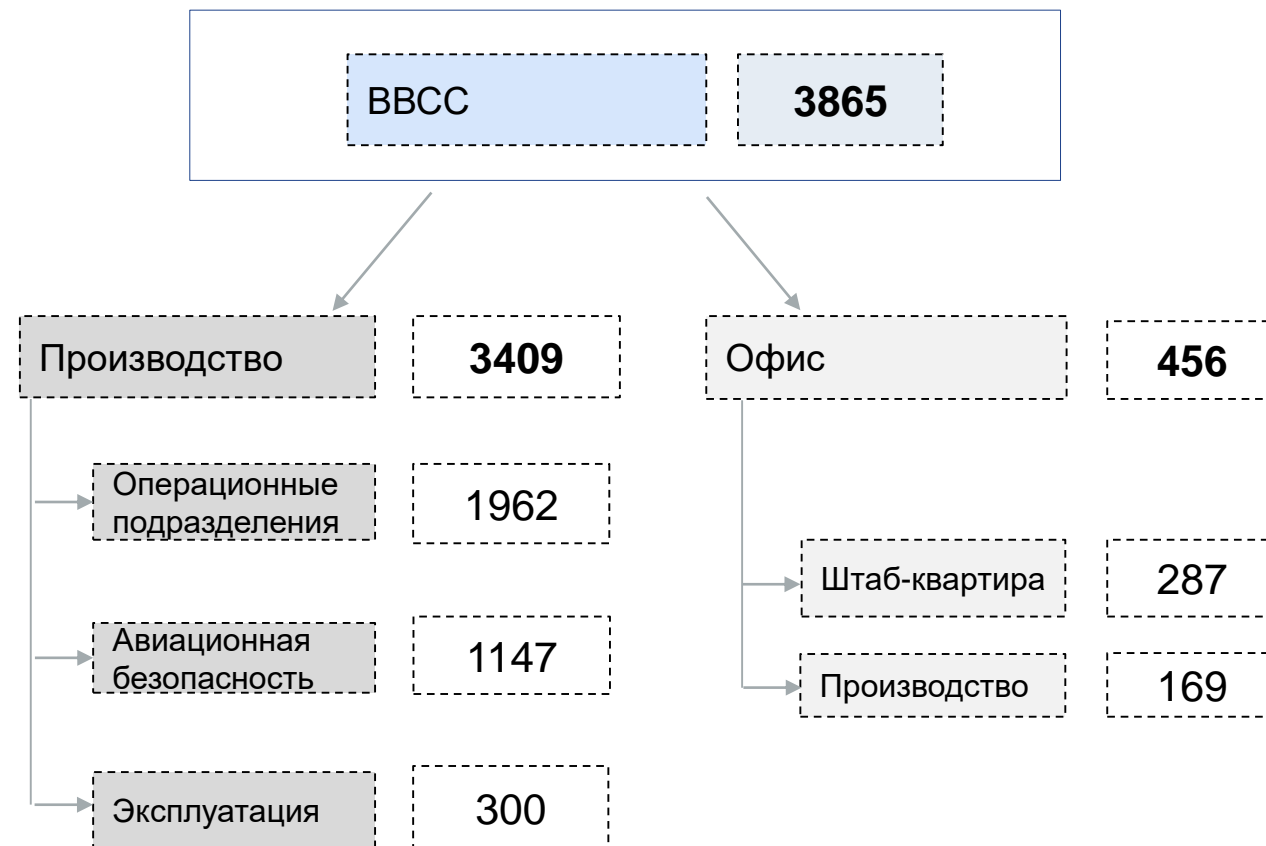 ВВСС
3865
Производство
3409
Офис
456
Операционные
подразделения
1962
Штаб-квартира
287
Авиационная
безопасность
1147
Производство
169
Эксплуатация
300